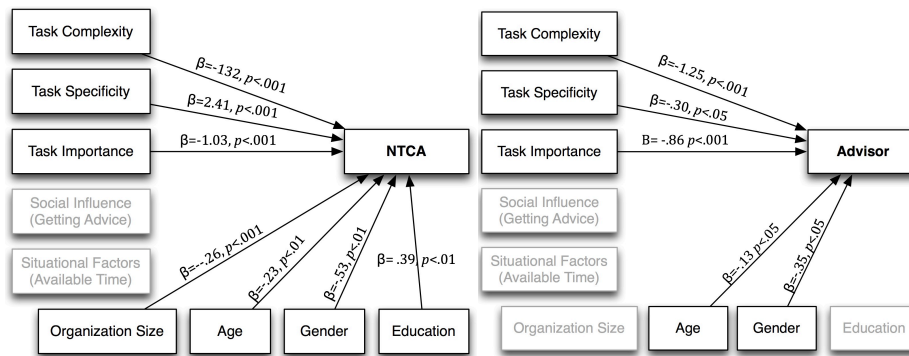 Task Complexity
β=-132, p<.001
Task Specificity
β=2.41, p<.001
Task Importance
β=-1.03, p<.001
NTCA
Social Influence
(Getting Advice)
Situational Factors
(Available Time)
β=--.26, p<.001
β=-.23, p<.01
β=-.53, p<.01
β= .39, p<.01
Organization Size
Age
Gender
Education
Task Complexity
β=-1.25, p<.001
Task Specificity
β=-.30, p<.05
Task Importance
B= -.86 p<.001
Advisor
Social Influence
(Getting Advice)
Situational Factors
(Available Time)
β=-.13 p<.05
β=-.35, p<.05
Organization Size
Age
Gender
Education